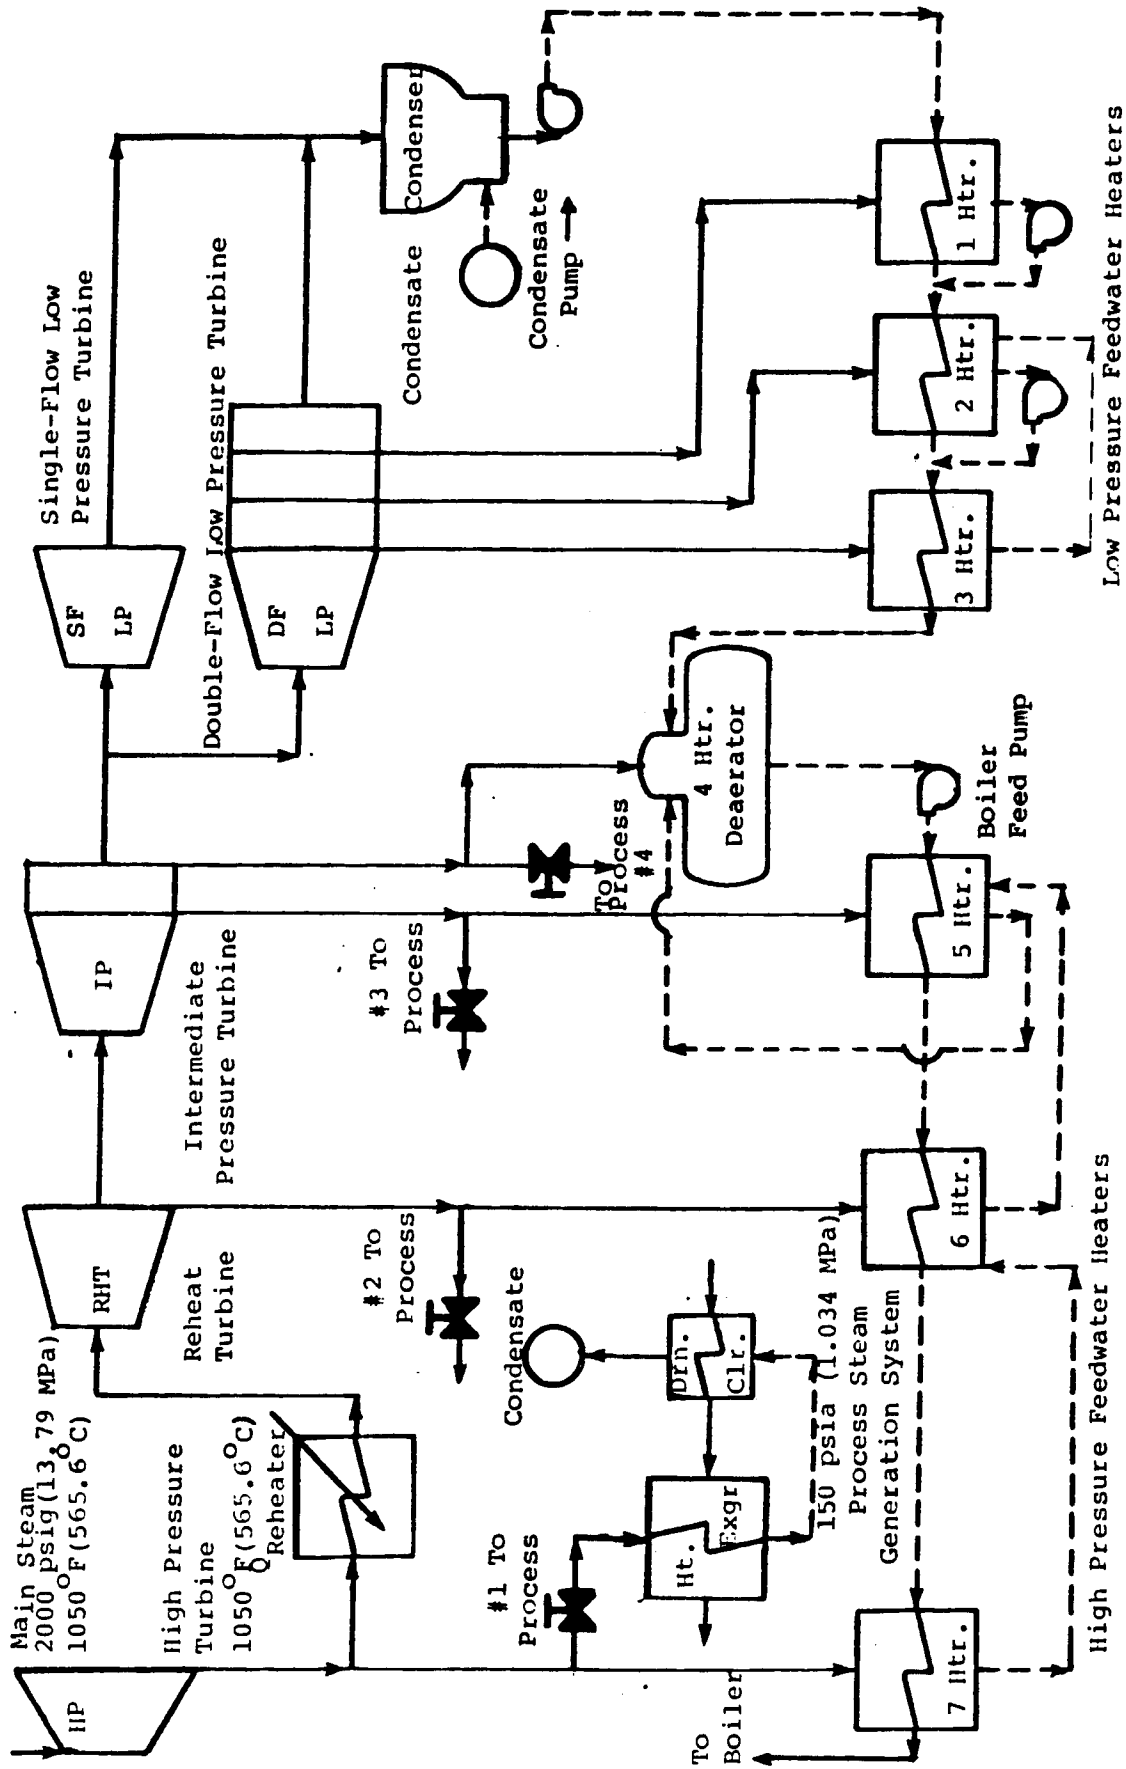 Main Steam
2000 psig(13.79 MPa)
1050°F(565.6°C)
HP
High Pressure
Turbine
1050°F(565.6°C)
Q Reheater
RHT
Reheat
Turbine
IP
Intermediate
Pressure Turbine
SF
LP
Single-Flow Low
Pressure Turbine
DF
LP
Double-Flow Low Pressure Turbine
Condenser
Condensate
Condensate
Pump
#1 To
Process
Ht. Exgr
Drn.
Clr.
Condensate
150 psia (1.034 MPa)
Process Steam
Generation System
#2 To
Process
#3 To
Process
To
Process
#4
4 Htr.
Deaerator
Boiler
Feed Pump
To
Boiler
7 Htr.
6 Htr.
5 Htr.
3 Htr.
2 Htr.
1 Htr.
High Pressure Feedwater Heaters
Low Pressure Feedwater Heaters